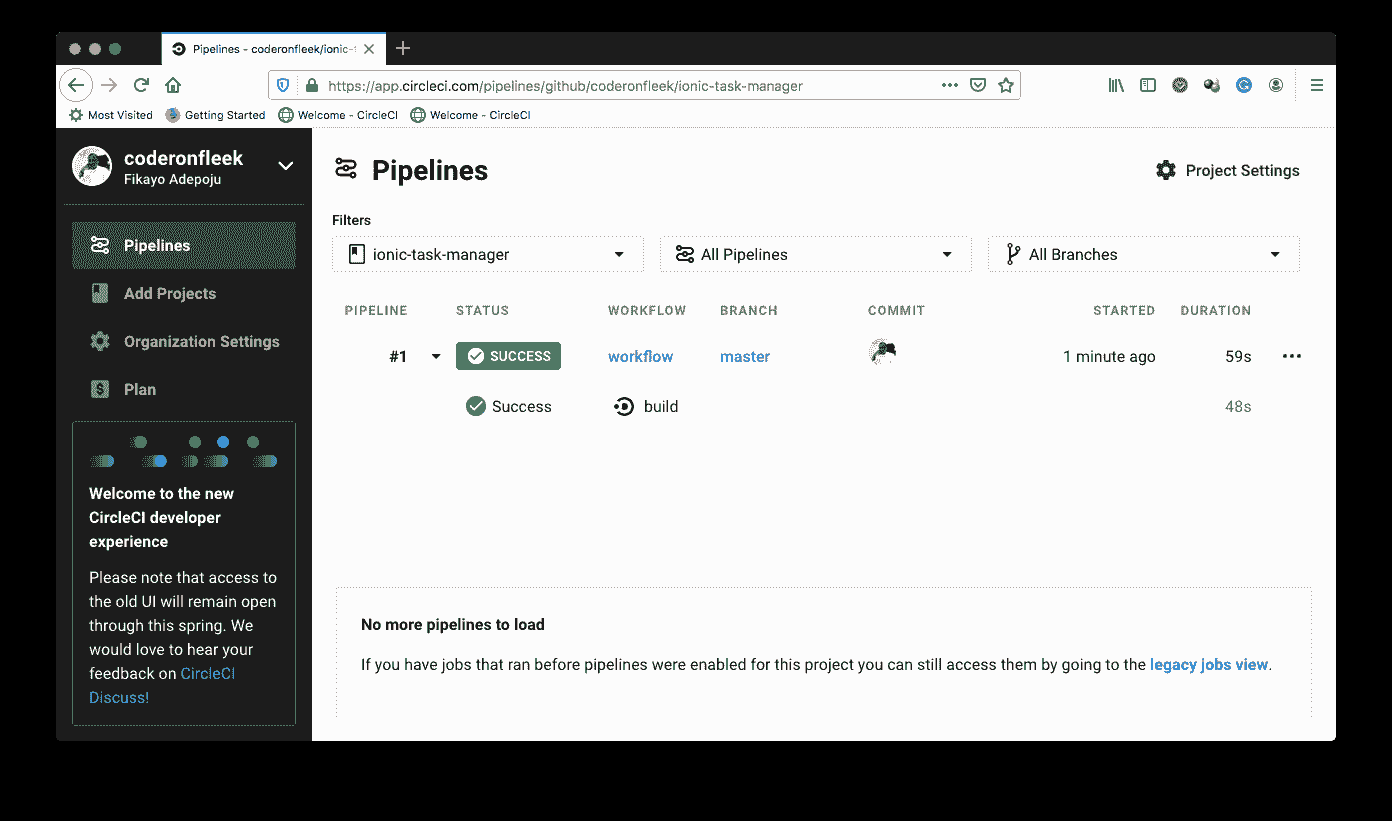 Pipelines - coderonfleek/ionic-t
https://app.circleci.com/pipelines/github/coderonfleek/ionic-task-manager
Most Visited Getting Started Welcome - CircleCI Welcome - CircleCI
coderonfleek
Fikayo Adepoju
Pipelines
Add Projects
Organization Settings
Plan
Welcome to the new
CircleCI developer
experience
Please note that access to
the old UI will remain open
through this spring. We
would love to hear your
feedback on CircleCI
Discuss!
Pipelines
Project Settings
Filters
ionic-task-manager All Pipelines All Branches
PIPELINE STATUS WORKFLOW BRANCH COMMIT STARTED DURATION
#1 SUCCESS workflow master 1 minute ago 59s
Success build 48s
No more pipelines to load
If you have jobs that ran before pipelines were enabled for this project you can still access them by going to the legacy jobs view.